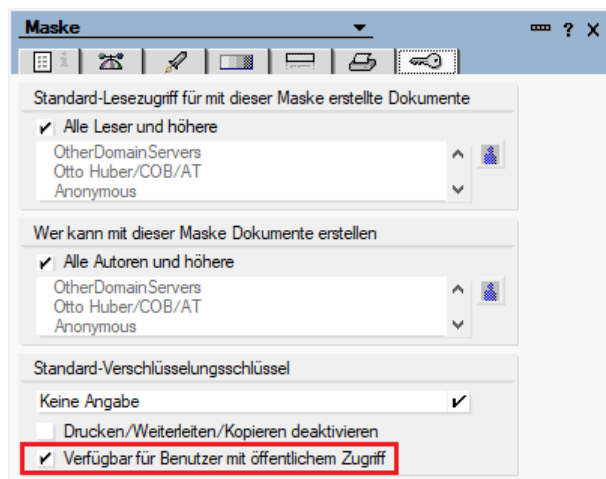 Maske
? X
Standard-Lesezugriff für mit dieser Maske erstellte Dokumente
Alle Leser und höhere
OtherDomainServers
Otto Huber/COB/AT
Anonymous
Wer kann mit dieser Maske Dokumente erstellen
Alle Autoren und höhere
OtherDomainServers
Otto Huber/COB/AT
Anonymous
Standard-Verschlüsselungsschlüssel
Keine Angabe
Drucken/Weiterleiten/Kopieren deaktivieren
Verfügbar für Benutzer mit öffentlichem Zugriff